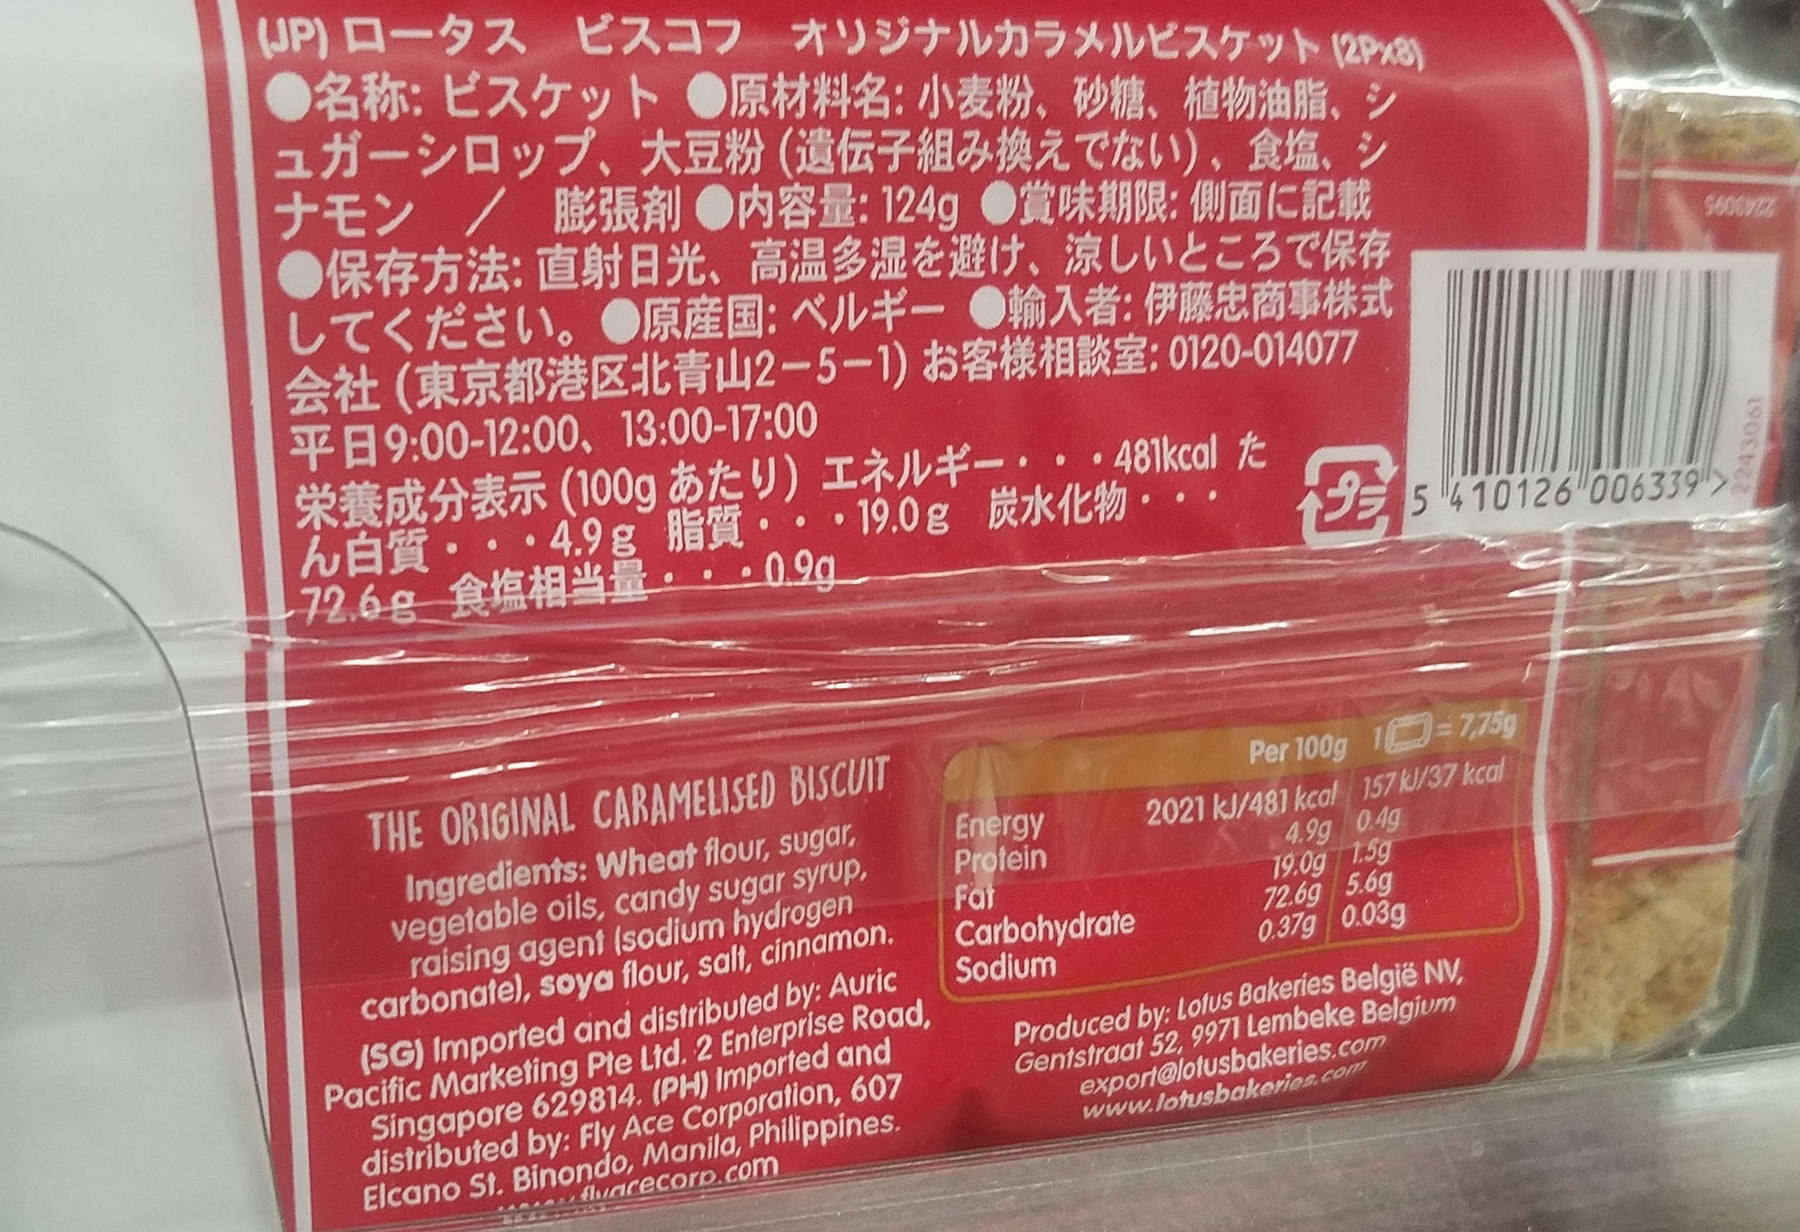 (JP) ロータス ビスコフ オリジナルカラメルビスケット (2Px8)
●名称: ビスケット ●原材料名: 小麦粉、砂糖、植物油脂、シ
ュガーシロップ、大豆粉 (遺伝子組み換えでない)、食塩、シ
ナモン / 膨張剤 ●内容量: 124g ●賞味期限: 側面に記載
●保存方法: 直射日光、高温多湿を避け、涼しいところで保存
してください。 ●原産国: ベルギー ●輸入者: 伊藤忠商事株式
会社 (東京都港区北青山2-5-1) お客様相談室: 0120-014077
平日9:00-12:00、13:00-17:00
栄養成分表示 (100g あたり) エネルギー・・・481kcal た
ん白質・・・4.9g 脂質・・・19.0g 炭水化物・・・
72.6g 食塩相当量・・・0.9g
プラ
5 410126 006339 >
2243061
2243095
THE ORIGINAL CARAMELISED BISCUIT
Ingredients: Wheat flour, sugar,
vegetable oils, candy sugar syrup,
raising agent (sodium hydrogen
carbonate), soya flour, salt, cinnamon.
(SG) Imported and distributed by: Auric
Pacific Marketing Pte Ltd. 2 Enterprise Road,
Singapore 629814. (PH) Imported and
distributed by: Fly Ace Corporation, 607
Elcano St. Binondo, Manila, Philippines.
flyacecorp.com
Per 100g 1 = 7,75g
Energy 2021 kJ/481 kcal 157 kJ/37 kcal
Protein 4.9g 0.4g
Fat 19.0g 1.5g
Carbohydrate 72.6g 5.6g
Sodium 0.37g 0.03g
Produced by: Lotus Bakeries België NV,
Gentstraat 52, 9971 Lembeke Belgium
export@lotusbakeries.com
www.lotusbakeries.com